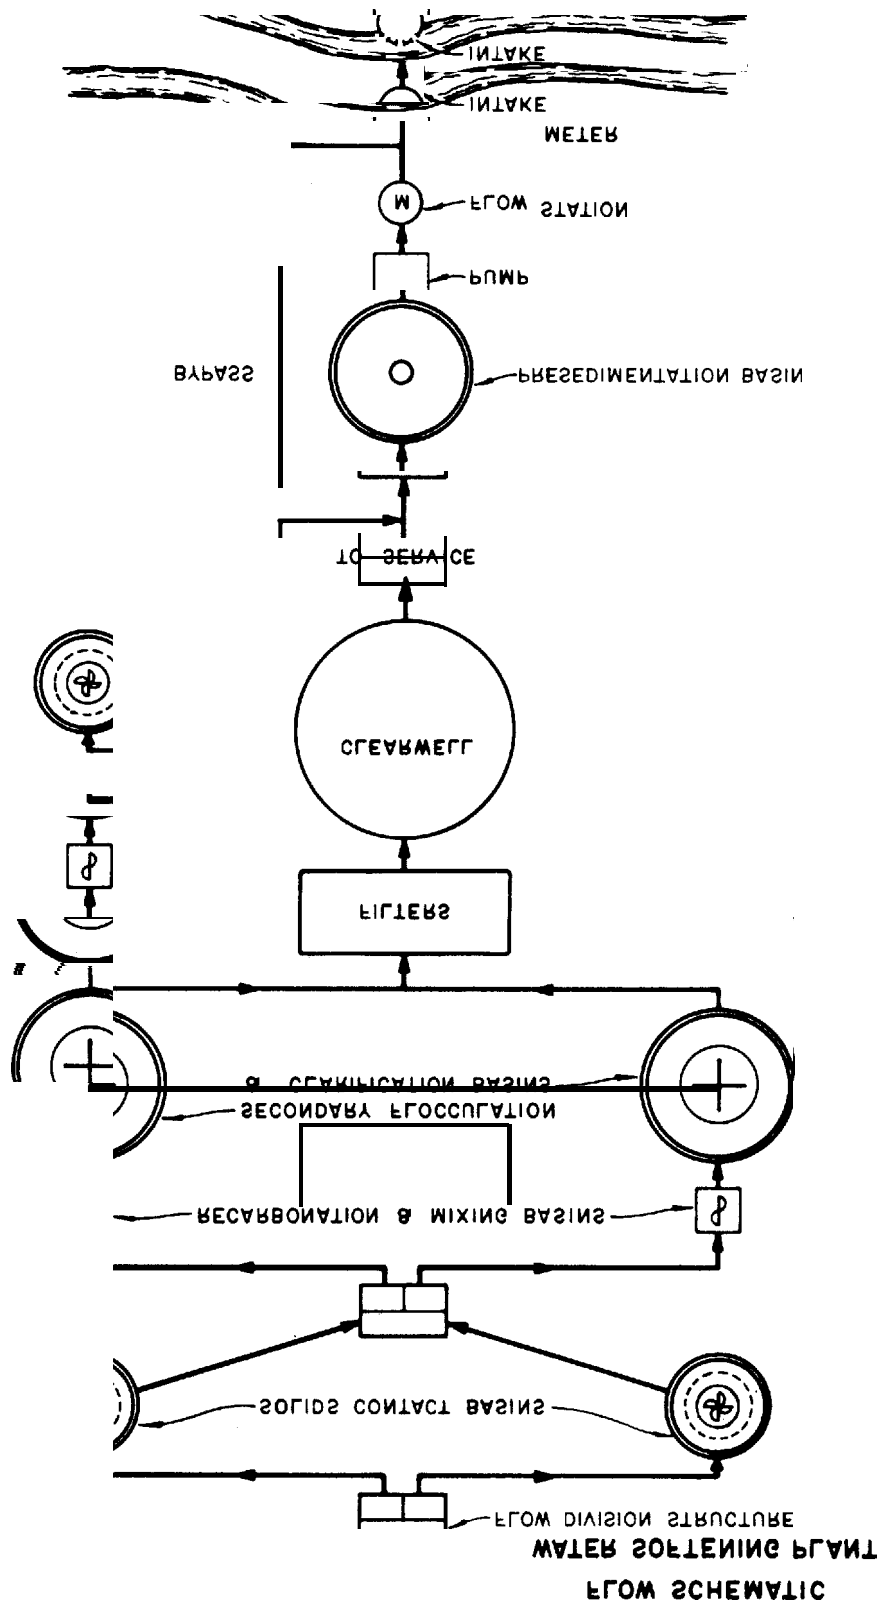 INTAKE
INTAKE
METER
M
FLOW STATION
PUMP
BYPASS
PRESEDIMENTATION BASIN
TO SERVICE
CLEARWELL
FILTERS
& CLARIFICATION BASINS
SECONDARY FLOCCULATION
RECARBONATION & MIXING BASINS
SOLIDS CONTACT BASINS
FLOW DIVISION STRUCTURE
WATER SOFTENING PLANT
FLOW SCHEMATIC